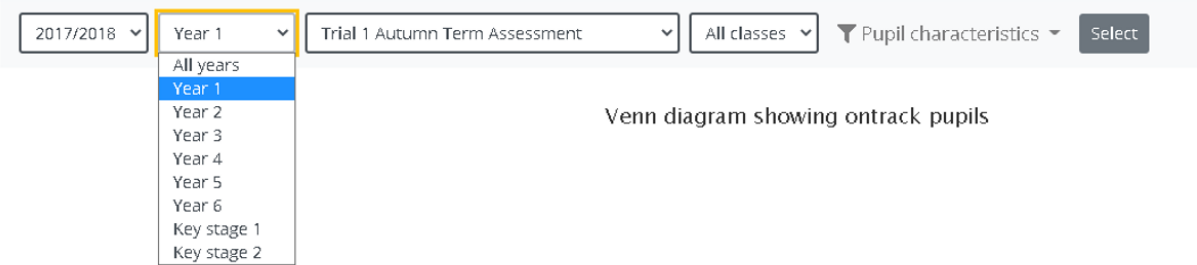 2017/2018 Year 1 Trial 1 Autumn Term Assessment All classes Pupil characteristics Select
All years
Year 1
Year 2
Year 3
Year 4
Year 5
Year 6
Key stage 1
Key stage 2
Venn diagram showing ontrack pupils